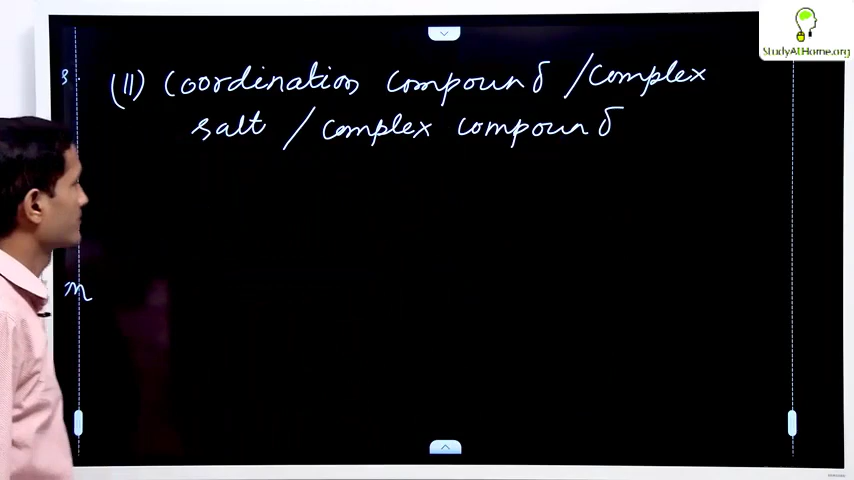 StudyAtHome.org
(II) Coordination compound / complex
salt / complex compound
m